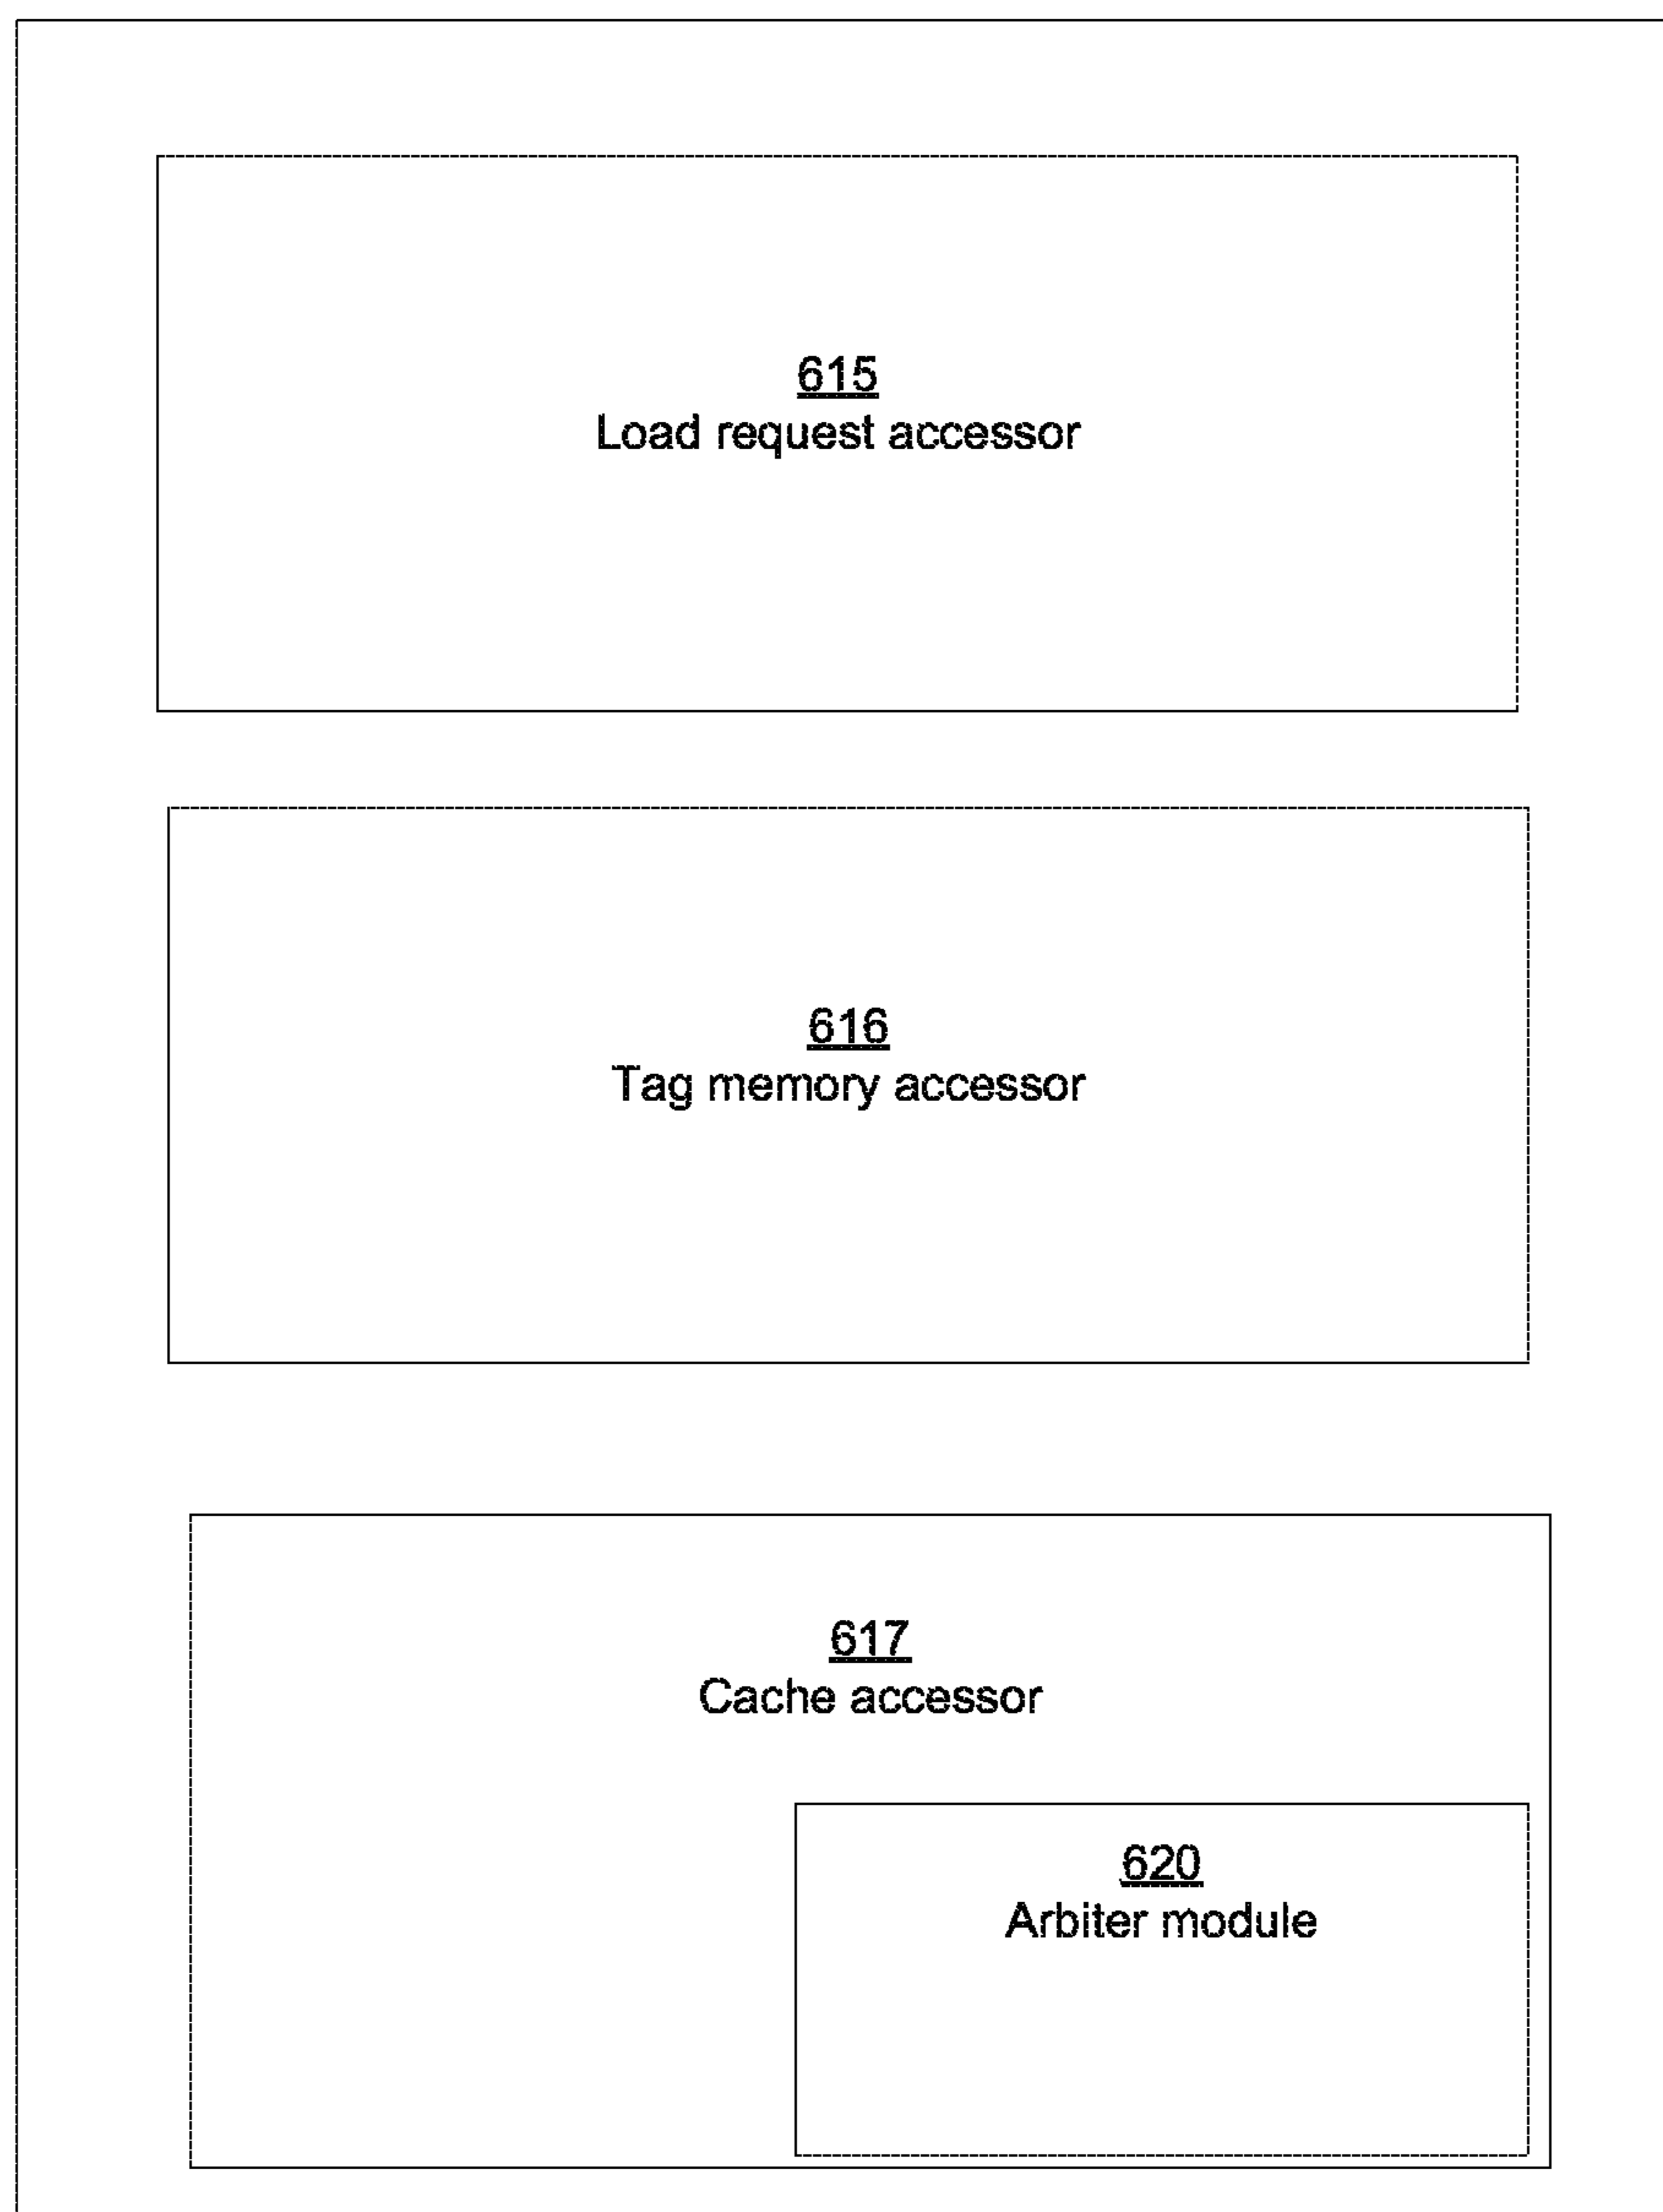 615
Load request accessor
616
Tag memory accessor
617
Cache accessor
620
Arbiter module